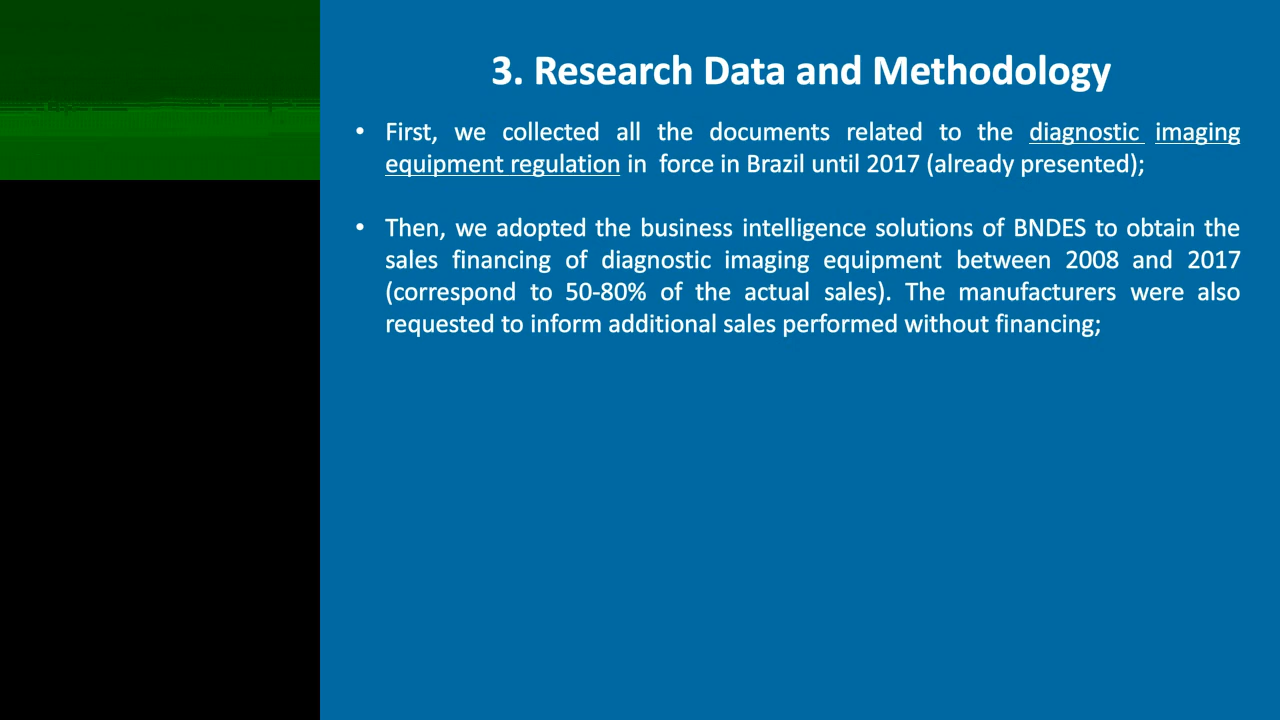 3. Research Data and Methodology
• First, we collected all the documents related to the diagnostic imaging
equipment regulation in  force in Brazil until 2017 (already presented);
• Then, we adopted the business intelligence solutions of BNDES to obtain the
sales financing of diagnostic imaging equipment between 2008 and 2017
(correspond to 50-80% of the actual sales). The manufacturers were also
requested to inform additional sales performed without financing;